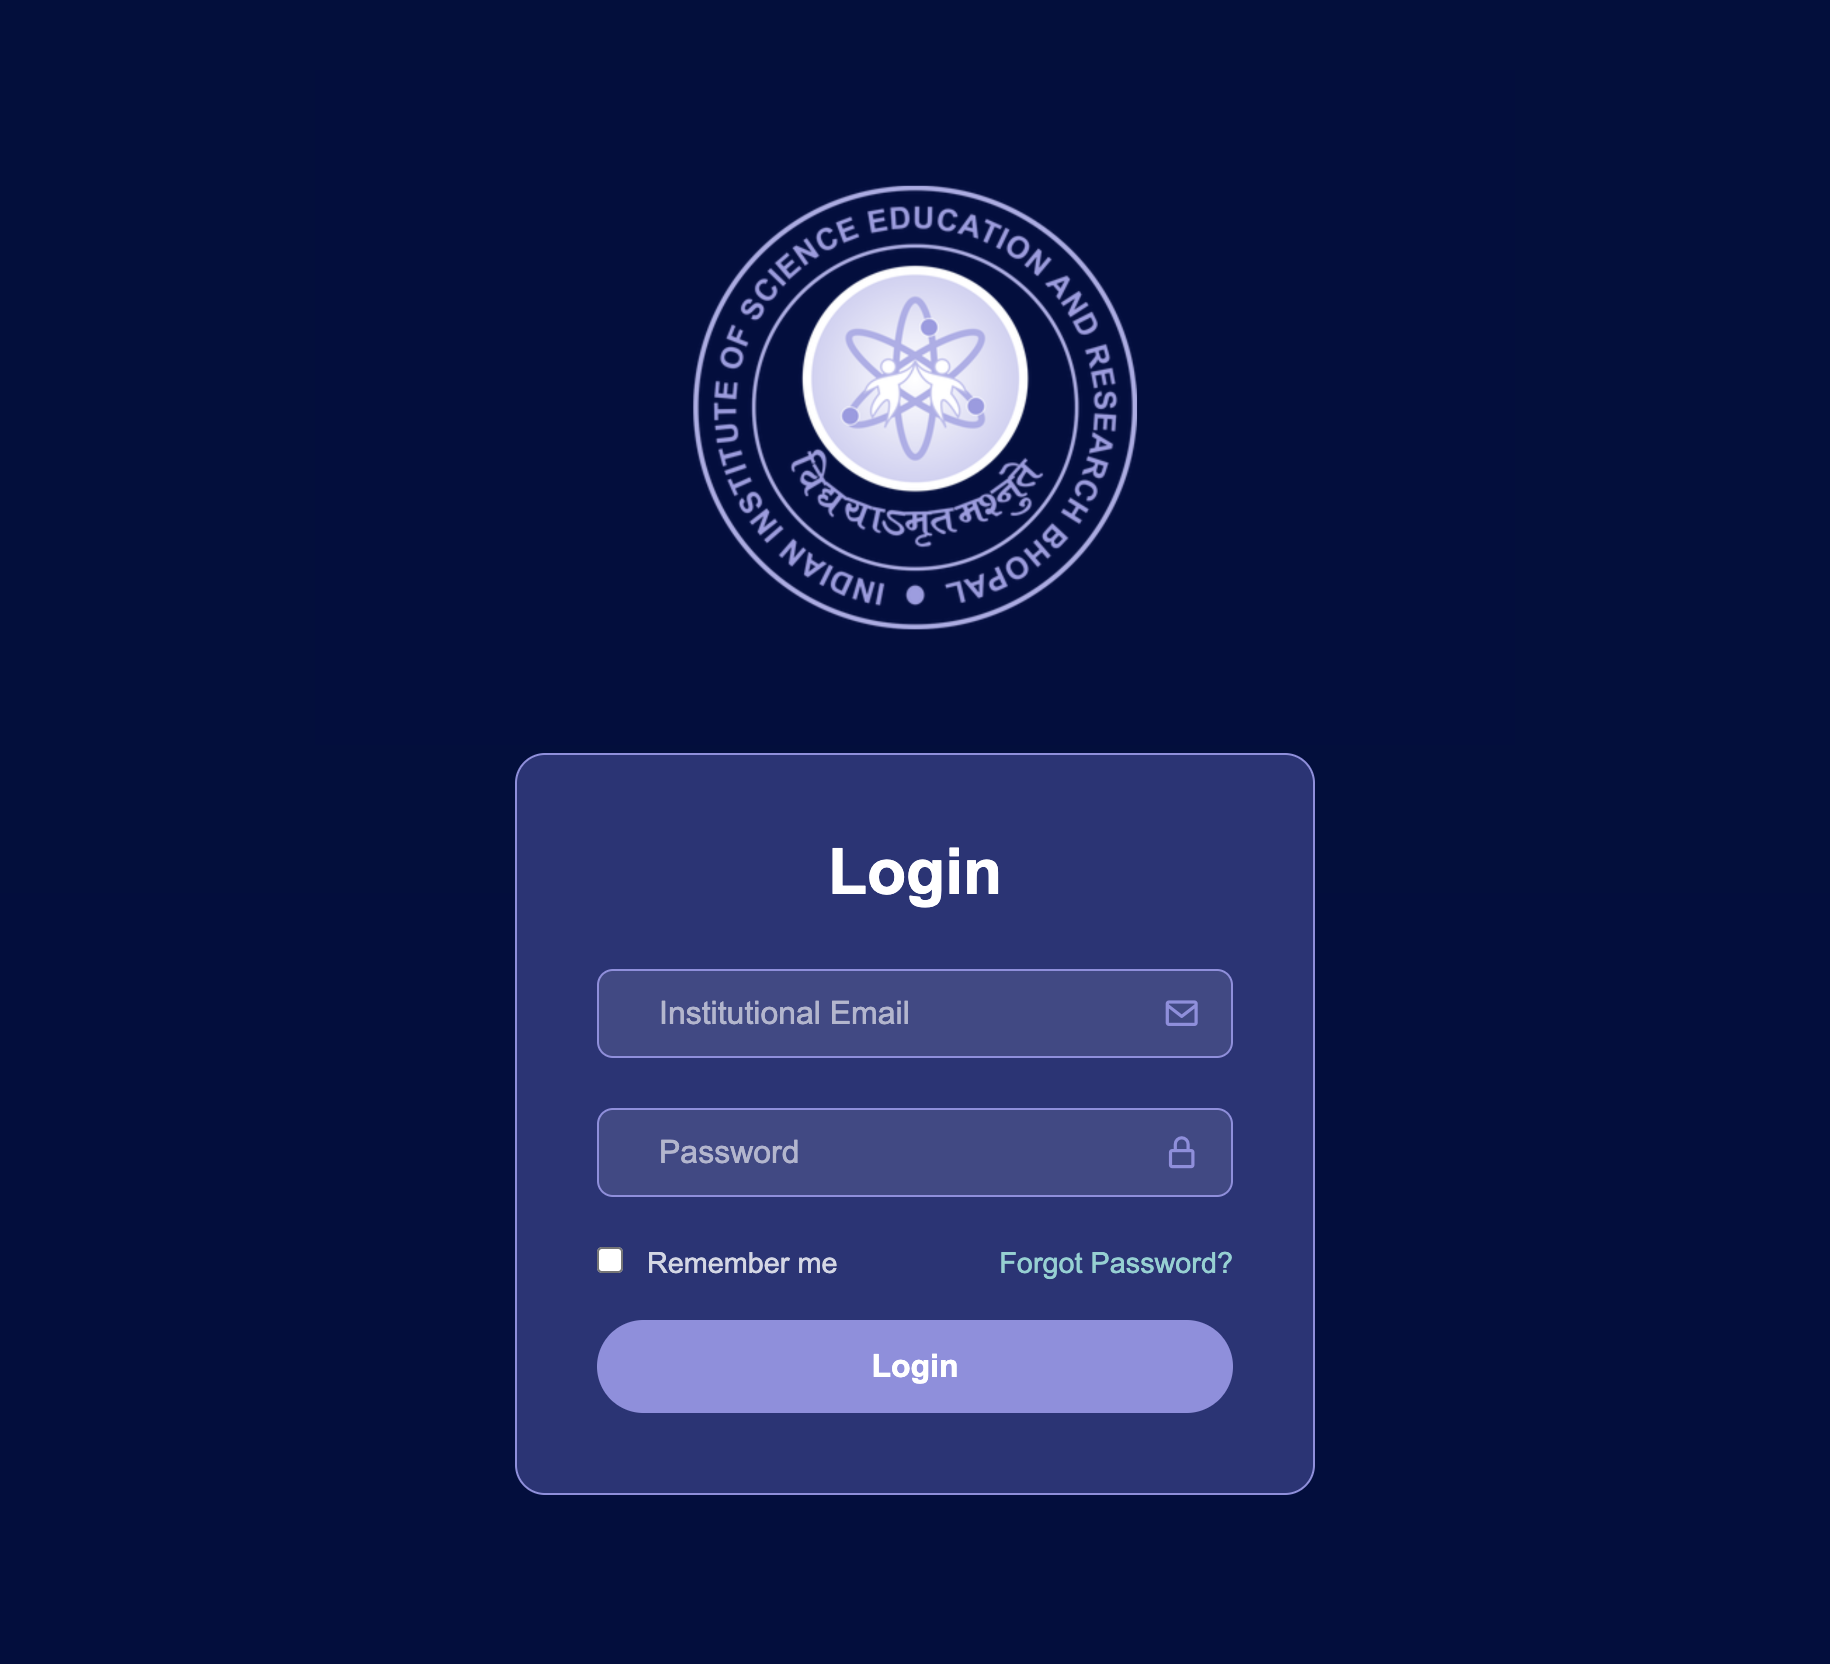 INDIAN INSTITUTE OF SCIENCE EDUCATION AND RESEARCH BHOPAL
विद्ययाऽमृतमश्नुते
Login
Institutional Email
Password
Remember me
Forgot Password?
Login